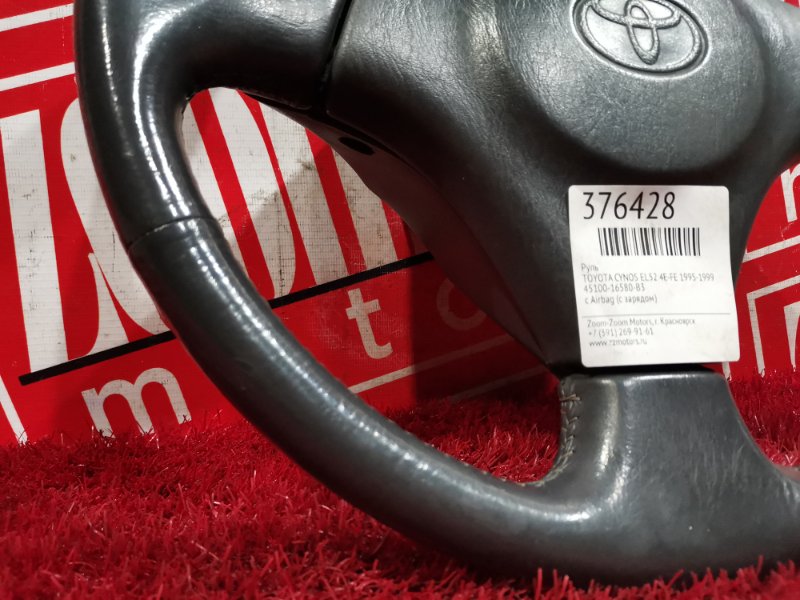 376428
Руль
TOYOTA CYNOS EL52 4E-FE 1995-1999
45100-16580-B3
с Airbag (с зарядом)
Zoom-Zoom Motors, г. Красноярск
+7 (391) 269-91-61
www.zzmotors.ru
m t